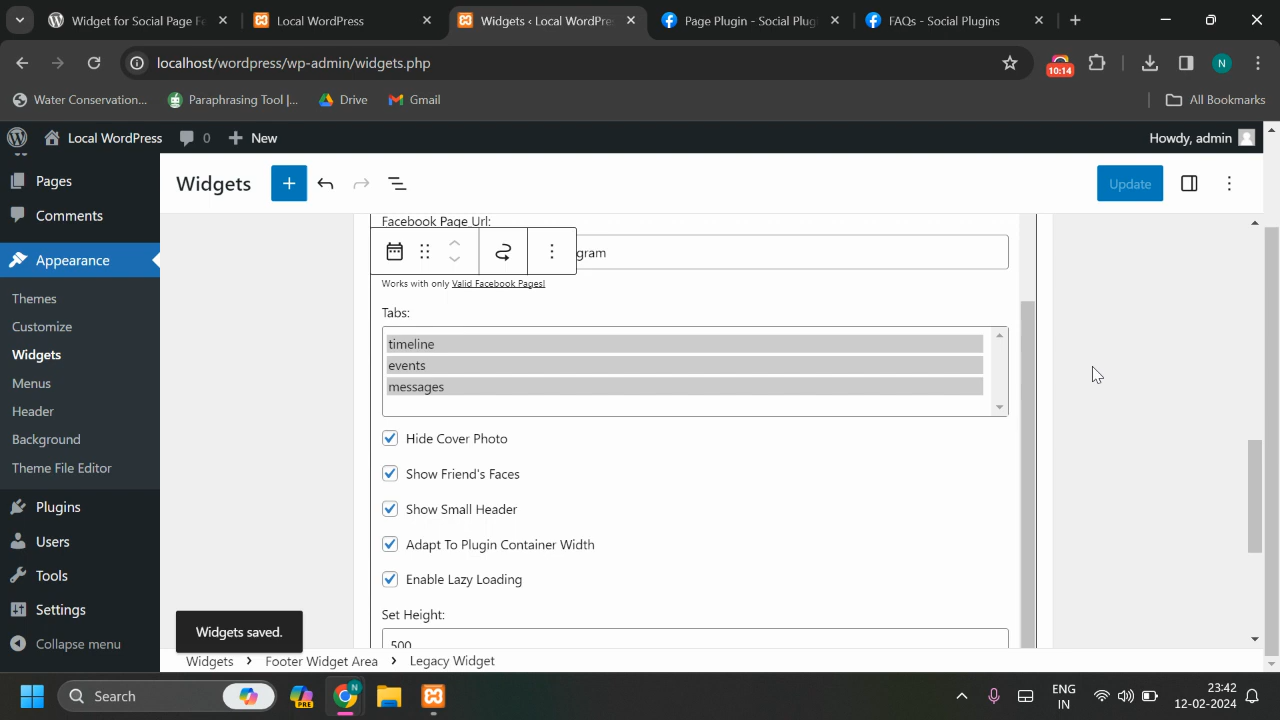 Widget for Social Page Fe
Local WordPress
Widgets ‹ Local WordPre
Page Plugin - Social Plug
FAQs - Social Plugins
localhost/wordpress/wp-admin/widgets.php
10:14
N
Water Conservation...
Paraphrasing Tool |...
Drive
Gmail
All Bookmarks
Local WordPress
0
New
Howdy, admin
Pages
Comments
Appearance
Themes
Customize
Widgets
Menus
Header
Background
Theme File Editor
Plugins
Users
Tools
Settings
Collapse menu
Widgets
Update
Facebook Page Url:
gram
Works with only Valid Facebook Pages!
Tabs:
timeline
events
messages
Hide Cover Photo
Show Friend's Faces
Show Small Header
Adapt To Plugin Container Width
Enable Lazy Loading
Set Height:
500
Widgets saved.
Widgets
Footer Widget Area
Legacy Widget
Search
PRE
N
ENG
IN
23:42
12-02-2024